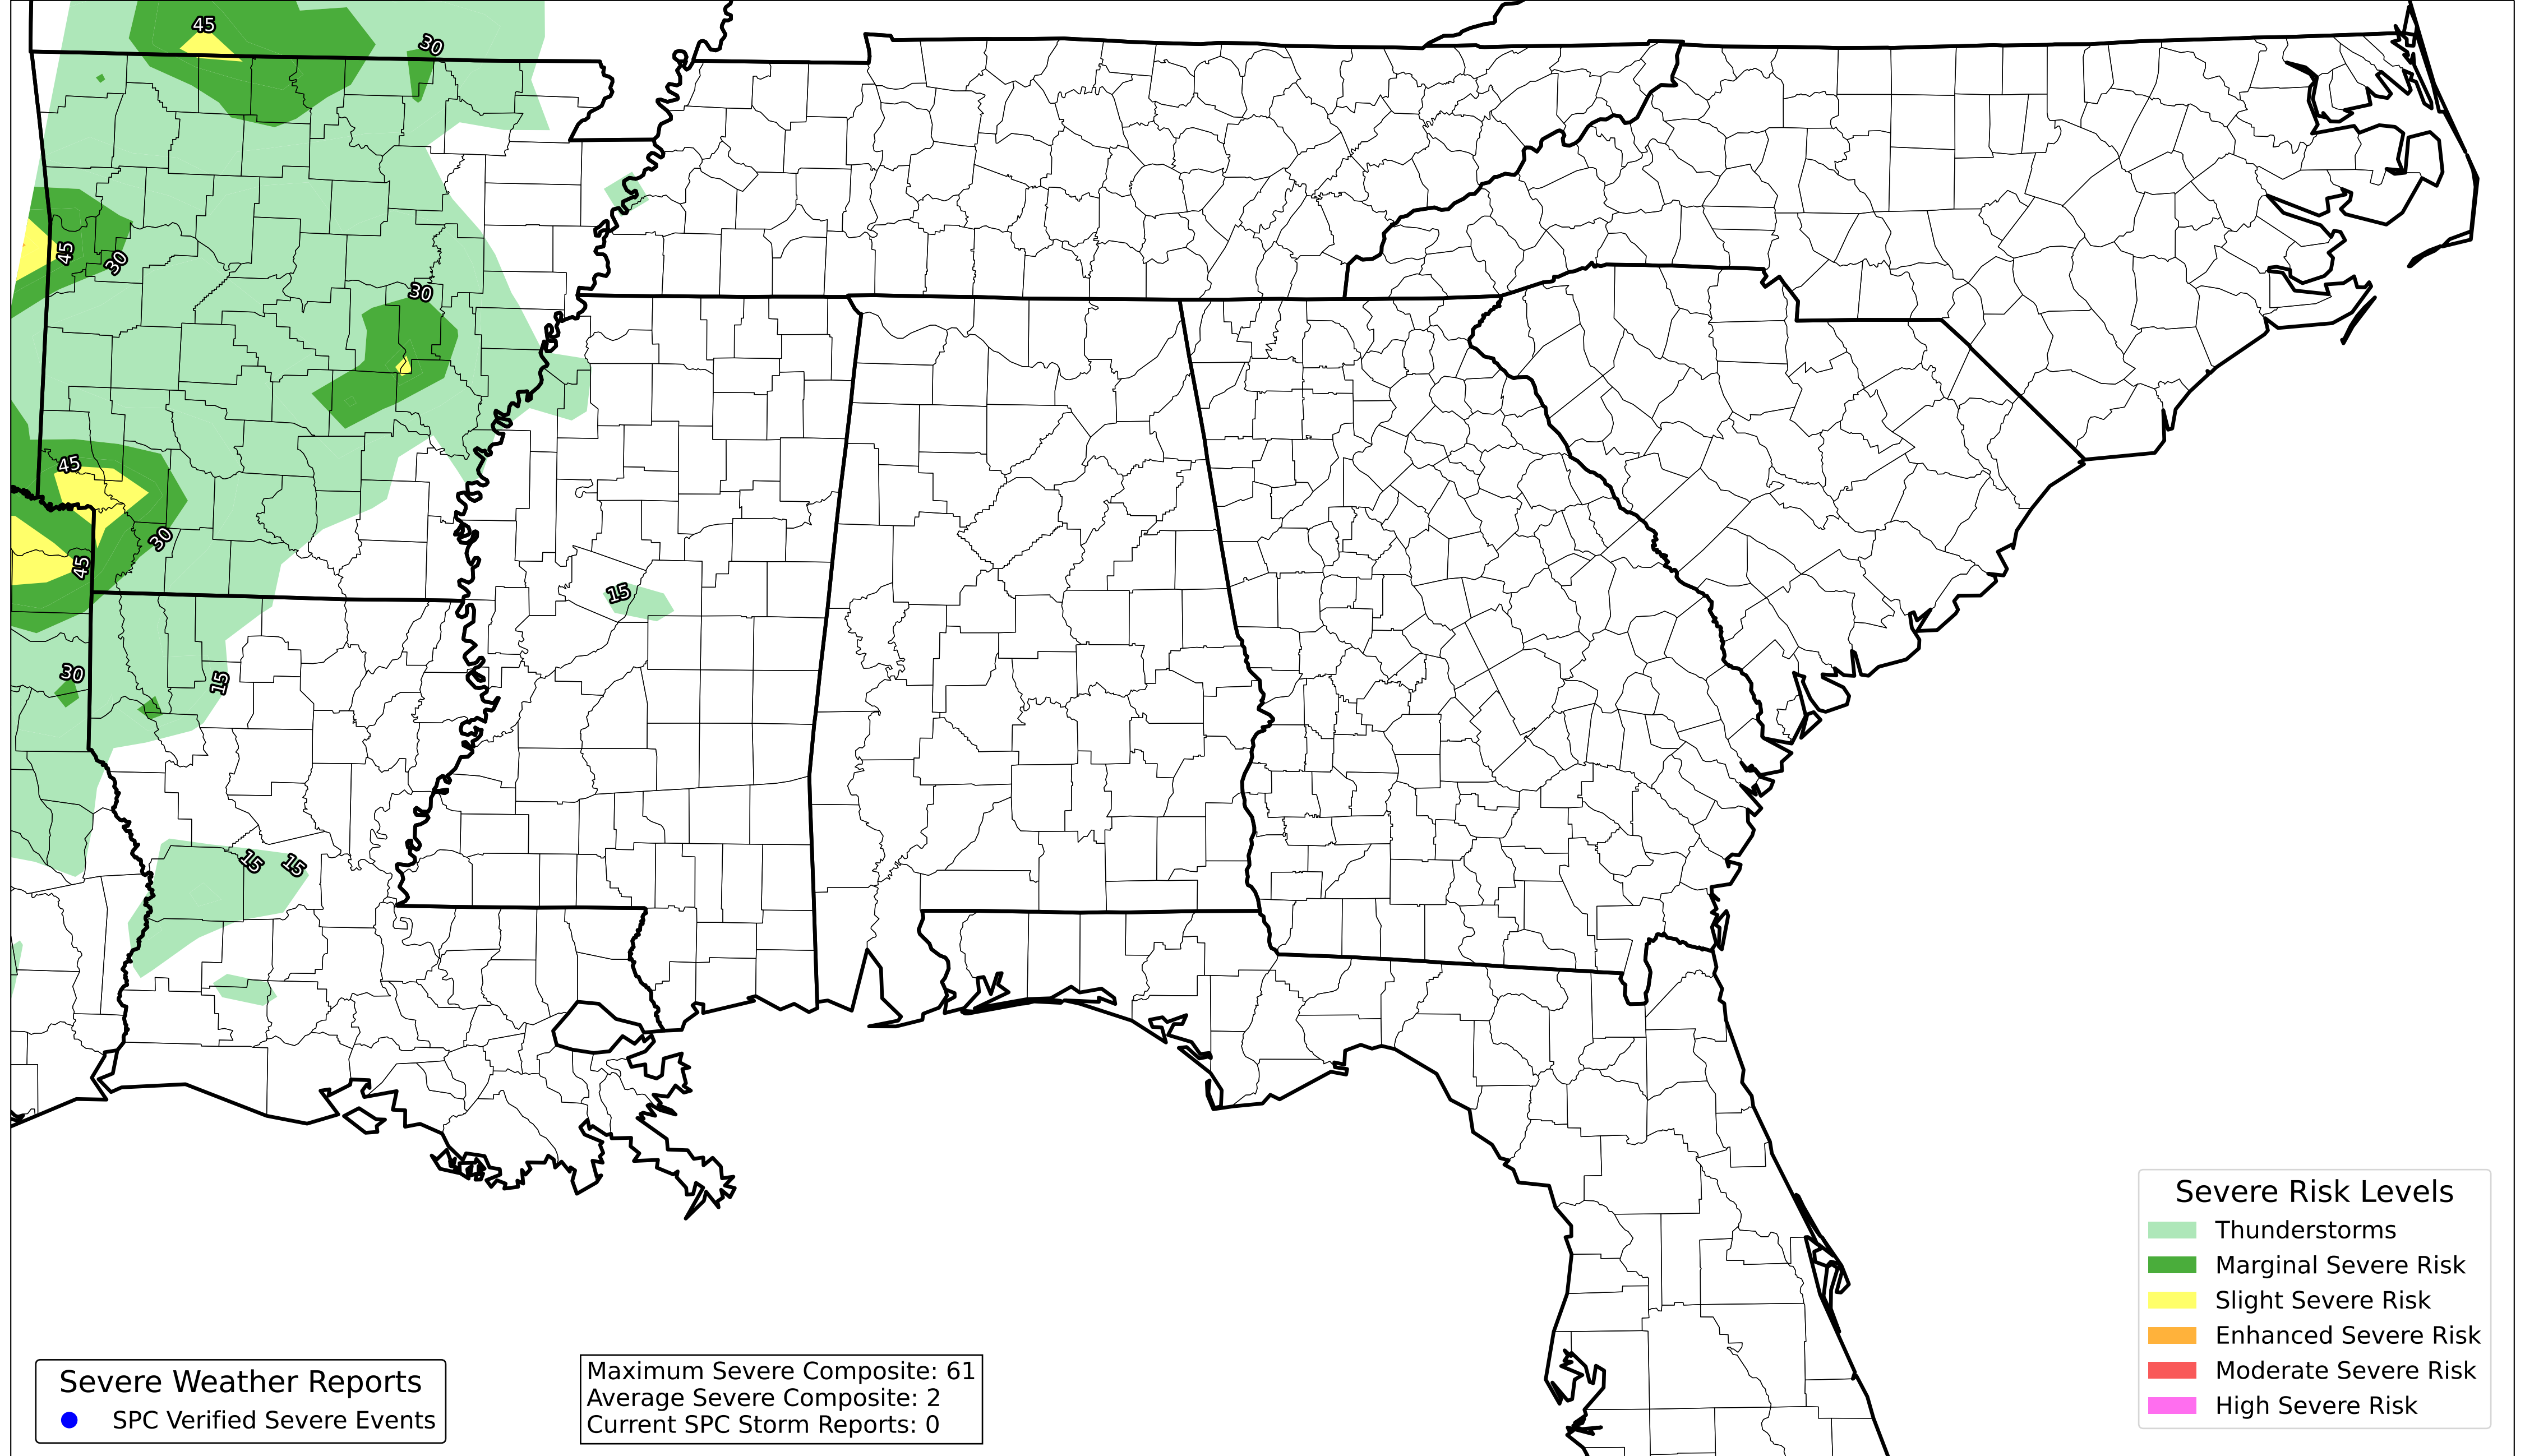 45
30
45
30
30
45
30
45
15
30
15
15
15
Severe Risk Levels
Thunderstorms
Marginal Severe Risk
Slight Severe Risk
Enhanced Severe Risk
Moderate Severe Risk
High Severe Risk
Severe Weather Reports
SPC Verified Severe Events
Maximum Severe Composite: 61
Average Severe Composite: 2
Current SPC Storm Reports: 0